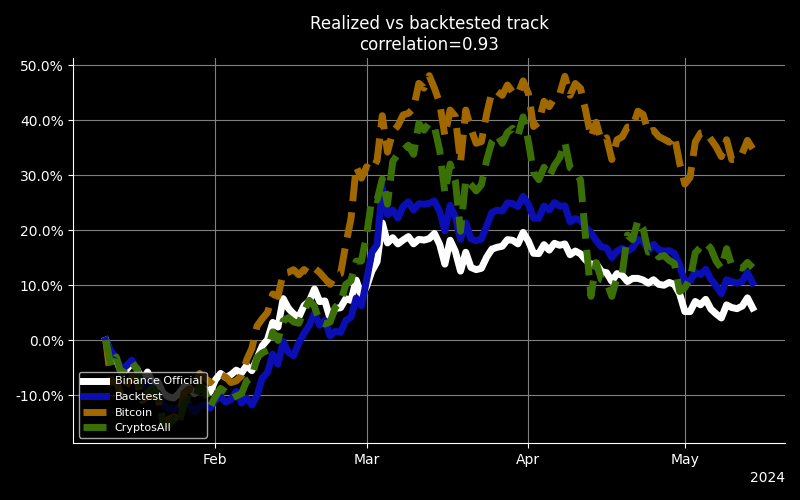 Realized vs backtested track
correlation=0.93
50.0%
40.0%
30.0%
20.0%
10.0%
0.0%
-10.0%
Binance Official
Backtest
Bitcoin
CryptosAll
Feb
Mar
Apr
May
2024